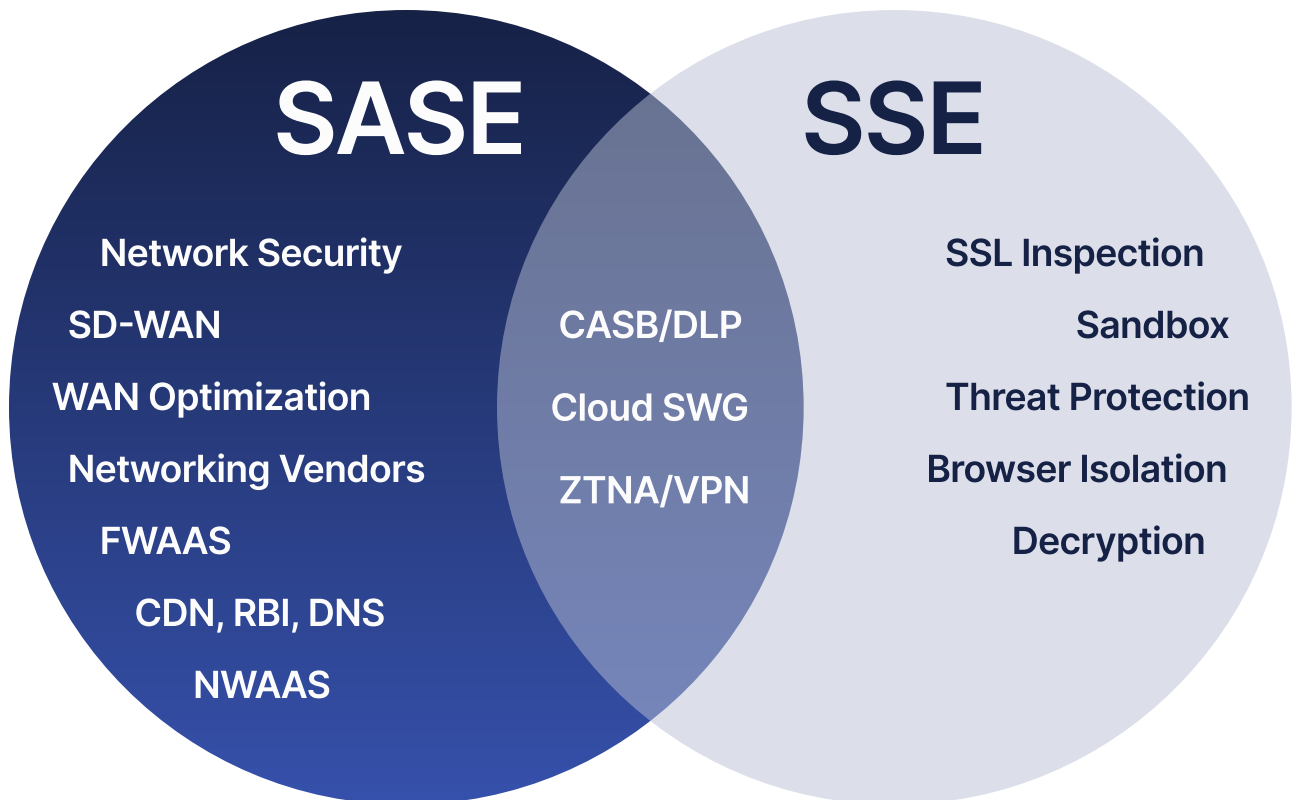 SASE
Network Security
SD-WAN
WAN Optimization
Networking Vendors
FWAAS
CDN, RBI, DNS
NWAAS
CASB/DLP
Cloud SWG
ZTNA/VPN
SSE
SSL Inspection
Sandbox
Threat Protection
Browser Isolation
Decryption